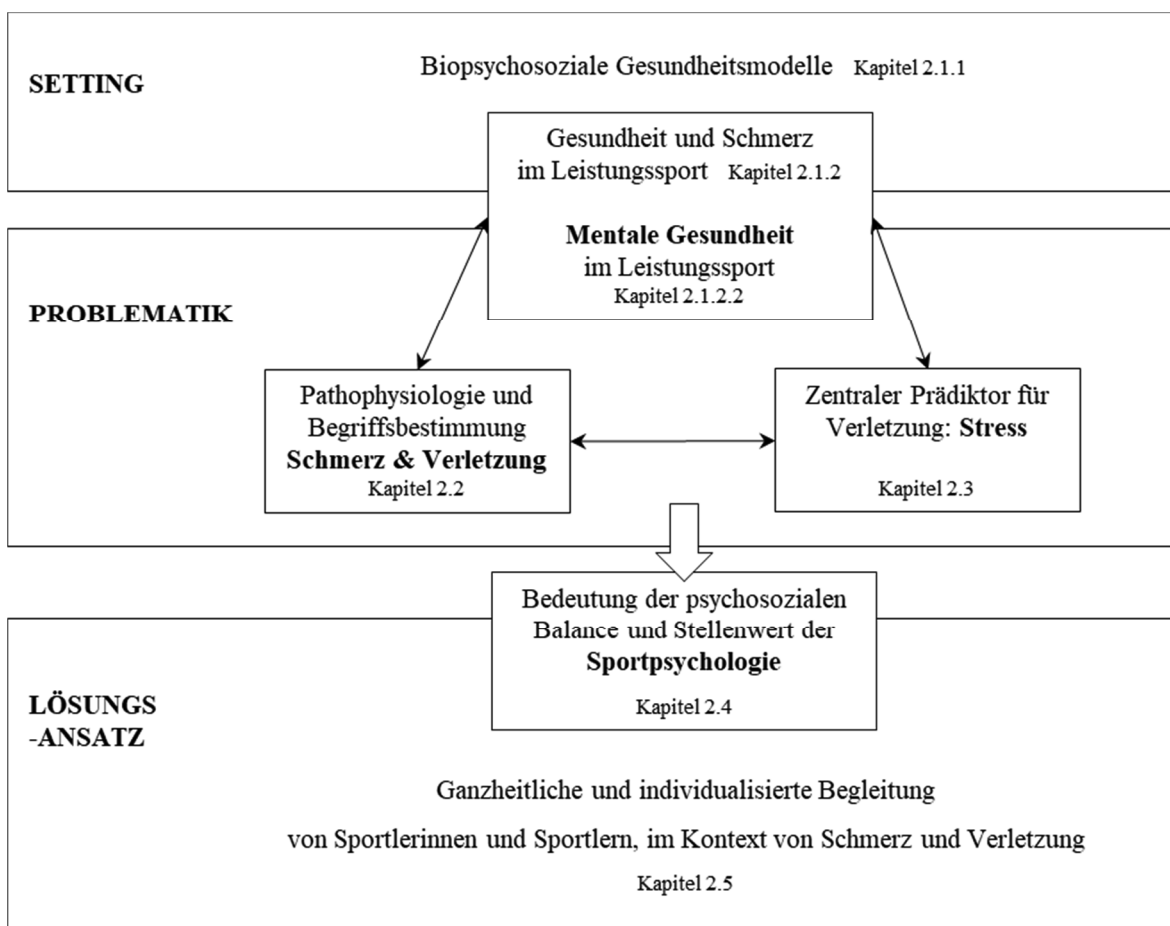 SETTING
Biopsychosoziale Gesundheitsmodelle Kapitel 2.1.1
Gesundheit und Schmerz
im Leistungssport Kapitel 2.1.2
Mentale Gesundheit
im Leistungssport
Kapitel 2.1.2.2
PROBLEMATIK
Pathophysiologie und
Begriffsbestimmung
Schmerz & Verletzung
Kapitel 2.2
Zentraler Prädiktor für
Verletzung: Stress
Kapitel 2.3
Bedeutung der psychosozialen
Balance und Stellenwert der
Sportpsychologie
Kapitel 2.4
LÖSUNGS
-ANSATZ
Ganzheitliche und individualisierte Begleitung
von Sportlerinnen und Sportlern, im Kontext von Schmerz und Verletzung
Kapitel 2.5